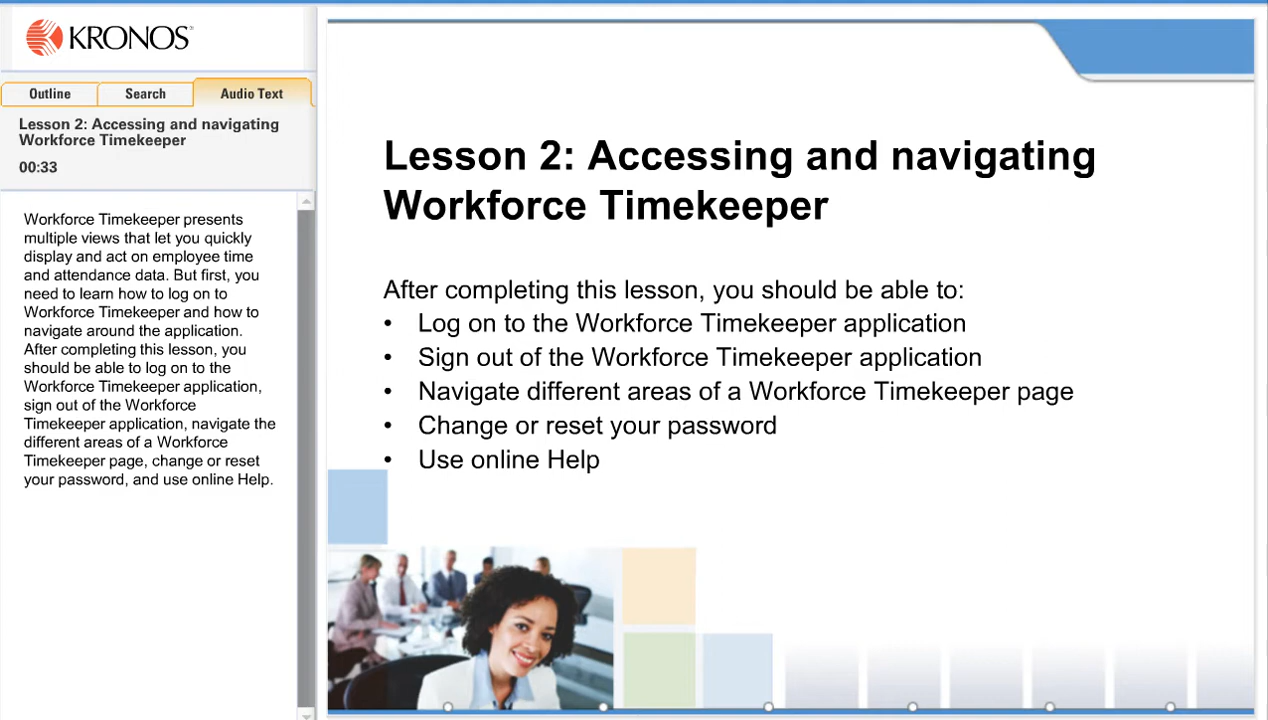 KRONOS
Outline
Search
Audio Text
Lesson 2: Accessing and navigating
Workforce Timekeeper
00:33
Workforce Timekeeper presents
multiple views that let you quickly
display and act on employee time
and attendance data. But first, you
need to learn how to log on to
Workforce Timekeeper and how to
navigate around the application.
After completing this lesson, you
should be able to log on to the
Workforce Timekeeper application,
sign out of the Workforce
Timekeeper application, navigate the
different areas of a Workforce
Timekeeper page, change or reset
your password, and use online Help.
Lesson 2: Accessing and navigating
Workforce Timekeeper
After completing this lesson, you should be able to:
• Log on to the Workforce Timekeeper application
• Sign out of the Workforce Timekeeper application
• Navigate different areas of a Workforce Timekeeper page
• Change or reset your password
• Use online Help